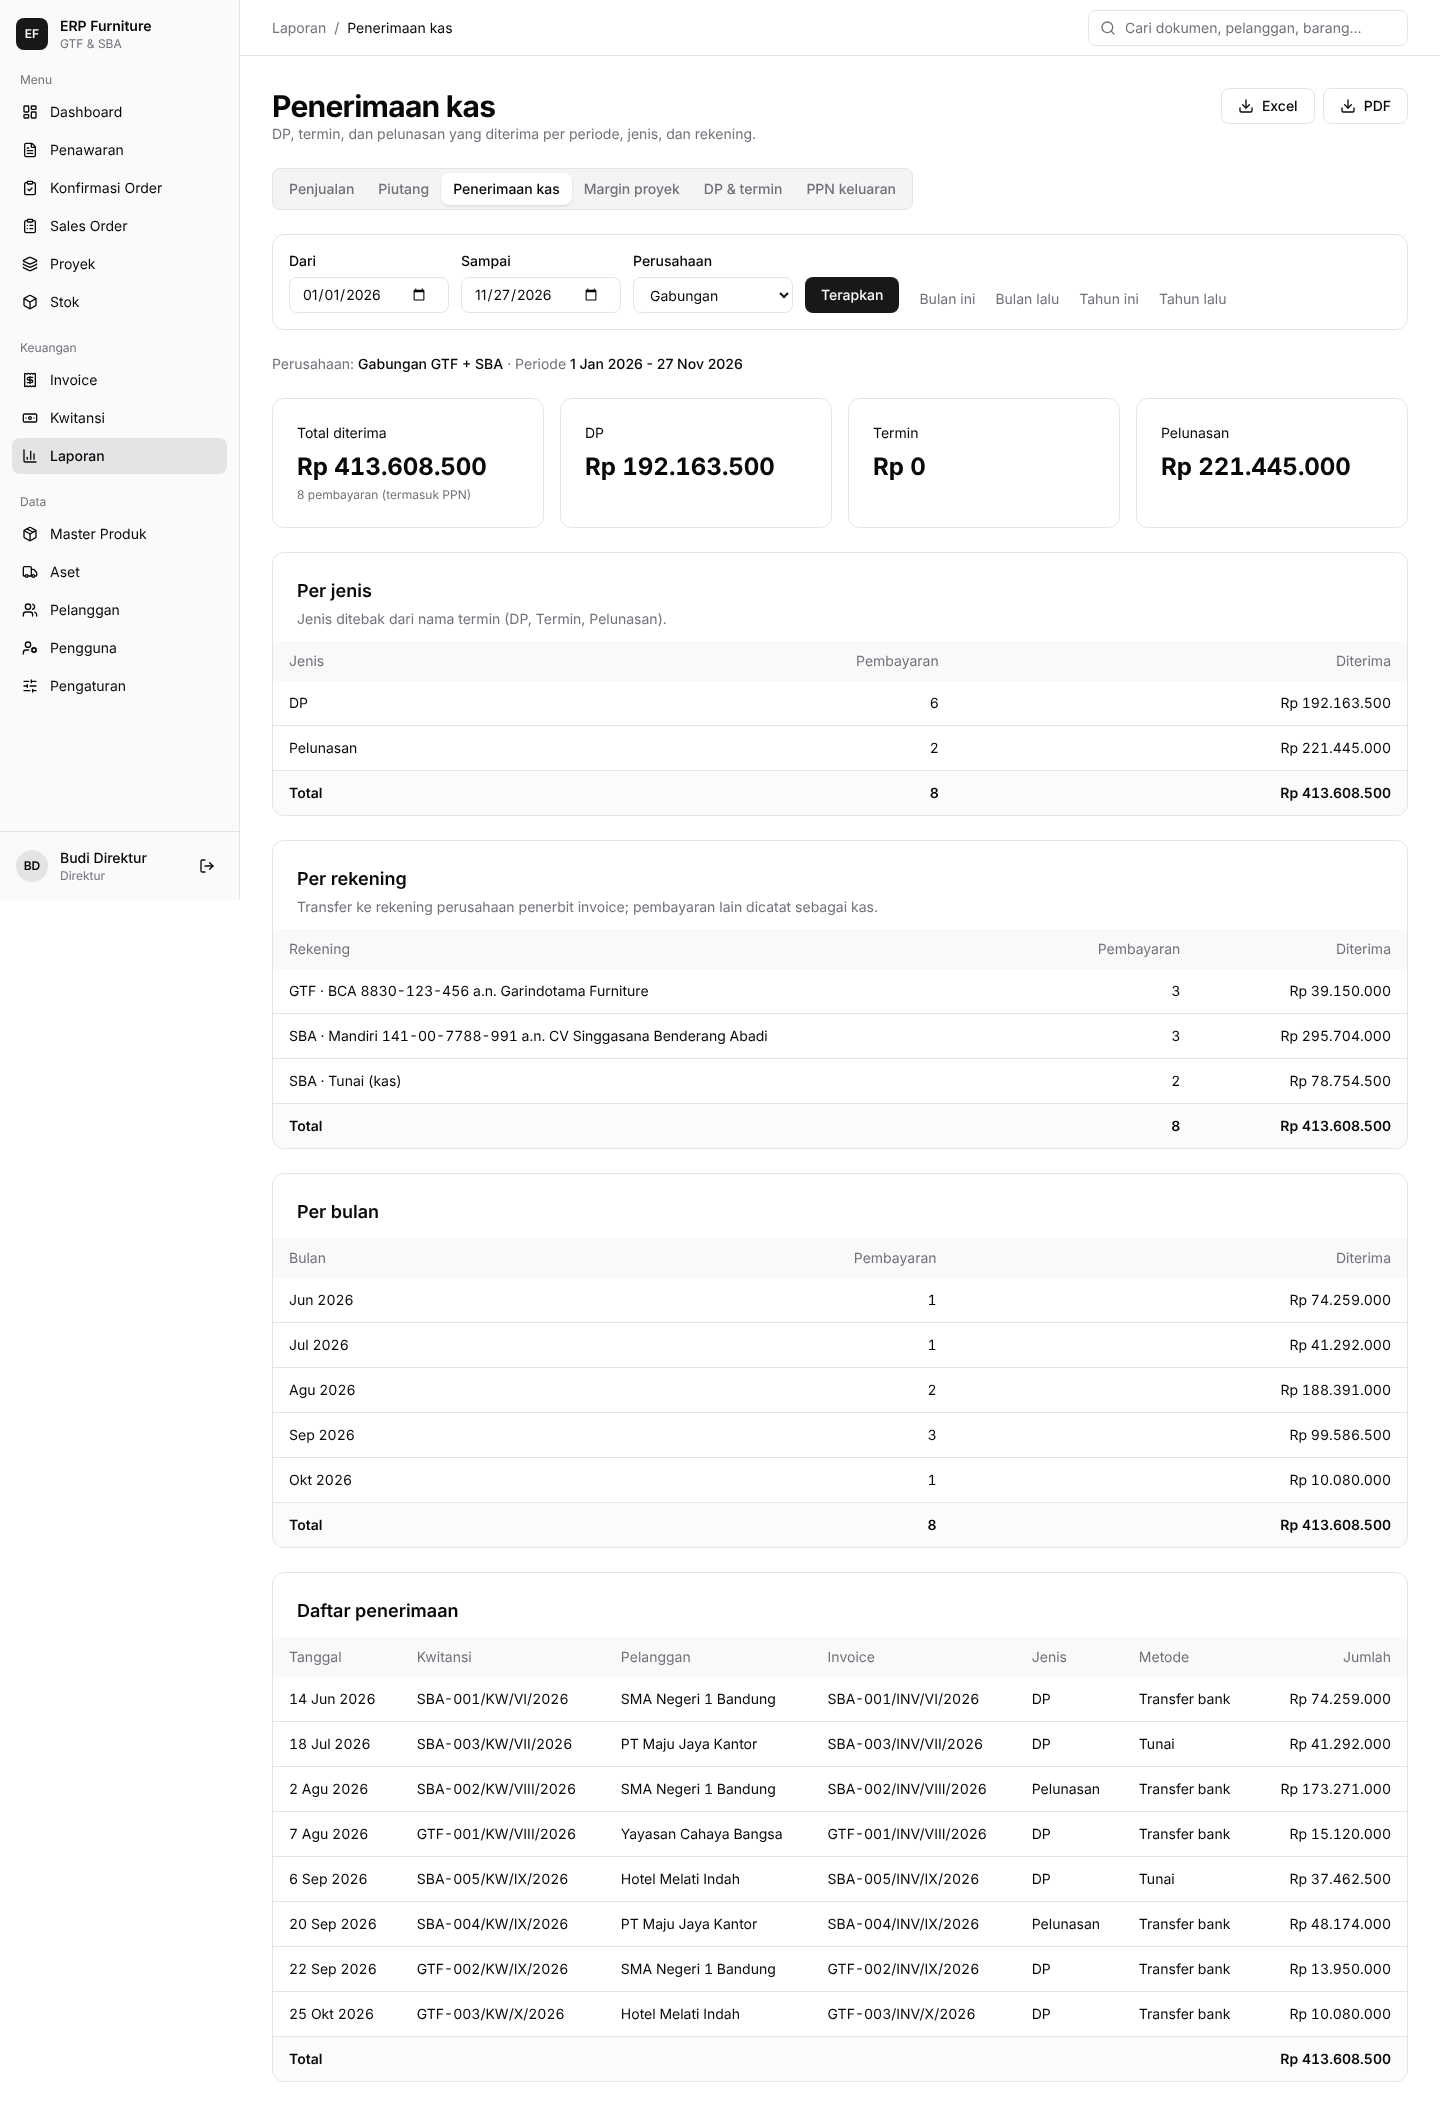 EF
ERP Furniture
GTF & SBA
Menu
Dashboard
Penawaran
Konfirmasi Order
Sales Order
Proyek
Stok
Keuangan
Invoice
Kwitansi
Laporan
Data
Master Produk
Aset
Pelanggan
Pengguna
Pengaturan
BD
Budi Direktur
Direktur
Laporan / Penerimaan kas
Cari dokumen, pelanggan, barang...
Penerimaan kas
DP, termin, dan pelunasan yang diterima per periode, jenis, dan rekening.
Excel PDF
Penjualan Piutang Penerimaan kas Margin proyek DP & termin PPN keluaran
Dari Sampai Perusahaan
01/01/2026 11/27/2026 Gabungan Terapkan Bulan ini Bulan lalu Tahun ini Tahun lalu
Perusahaan: Gabungan GTF + SBA · Periode 1 Jan 2026 - 27 Nov 2026
Total diterima
Rp 413.608.500
8 pembayaran (termasuk PPN)
DP
Rp 192.163.500
Termin
Rp 0
Pelunasan
Rp 221.445.000
Per jenis
Jenis ditebak dari nama termin (DP, Termin, Pelunasan).
Jenis Pembayaran Diterima
DP 6 Rp 192.163.500
Pelunasan 2 Rp 221.445.000
Total 8 Rp 413.608.500
Per rekening
Transfer ke rekening perusahaan penerbit invoice; pembayaran lain dicatat sebagai kas.
Rekening Pembayaran Diterima
GTF · BCA 8830-123-456 a.n. Garindotama Furniture 3 Rp 39.150.000
SBA · Mandiri 141-00-7788-991 a.n. CV Singgasana Benderang Abadi 3 Rp 295.704.000
SBA · Tunai (kas) 2 Rp 78.754.500
Total 8 Rp 413.608.500
Per bulan
Bulan Pembayaran Diterima
Jun 2026 1 Rp 74.259.000
Jul 2026 1 Rp 41.292.000
Agu 2026 2 Rp 188.391.000
Sep 2026 3 Rp 99.586.500
Okt 2026 1 Rp 10.080.000
Total 8 Rp 413.608.500
Daftar penerimaan
Tanggal Kwitansi Pelanggan Invoice Jenis Metode Jumlah
14 Jun 2026 SBA-001/KW/VI/2026 SMA Negeri 1 Bandung SBA-001/INV/VI/2026 DP Transfer bank Rp 74.259.000
18 Jul 2026 SBA-003/KW/VII/2026 PT Maju Jaya Kantor SBA-003/INV/VII/2026 DP Tunai Rp 41.292.000
2 Agu 2026 SBA-002/KW/VIII/2026 SMA Negeri 1 Bandung SBA-002/INV/VIII/2026 Pelunasan Transfer bank Rp 173.271.000
7 Agu 2026 GTF-001/KW/VIII/2026 Yayasan Cahaya Bangsa GTF-001/INV/VIII/2026 DP Transfer bank Rp 15.120.000
6 Sep 2026 SBA-005/KW/IX/2026 Hotel Melati Indah SBA-005/INV/IX/2026 DP Tunai Rp 37.462.500
20 Sep 2026 SBA-004/KW/IX/2026 PT Maju Jaya Kantor SBA-004/INV/IX/2026 Pelunasan Transfer bank Rp 48.174.000
22 Sep 2026 GTF-002/KW/IX/2026 SMA Negeri 1 Bandung GTF-002/INV/IX/2026 DP Transfer bank Rp 13.950.000
25 Okt 2026 GTF-003/KW/X/2026 Hotel Melati Indah GTF-003/INV/X/2026 DP Transfer bank Rp 10.080.000
Total Rp 413.608.500